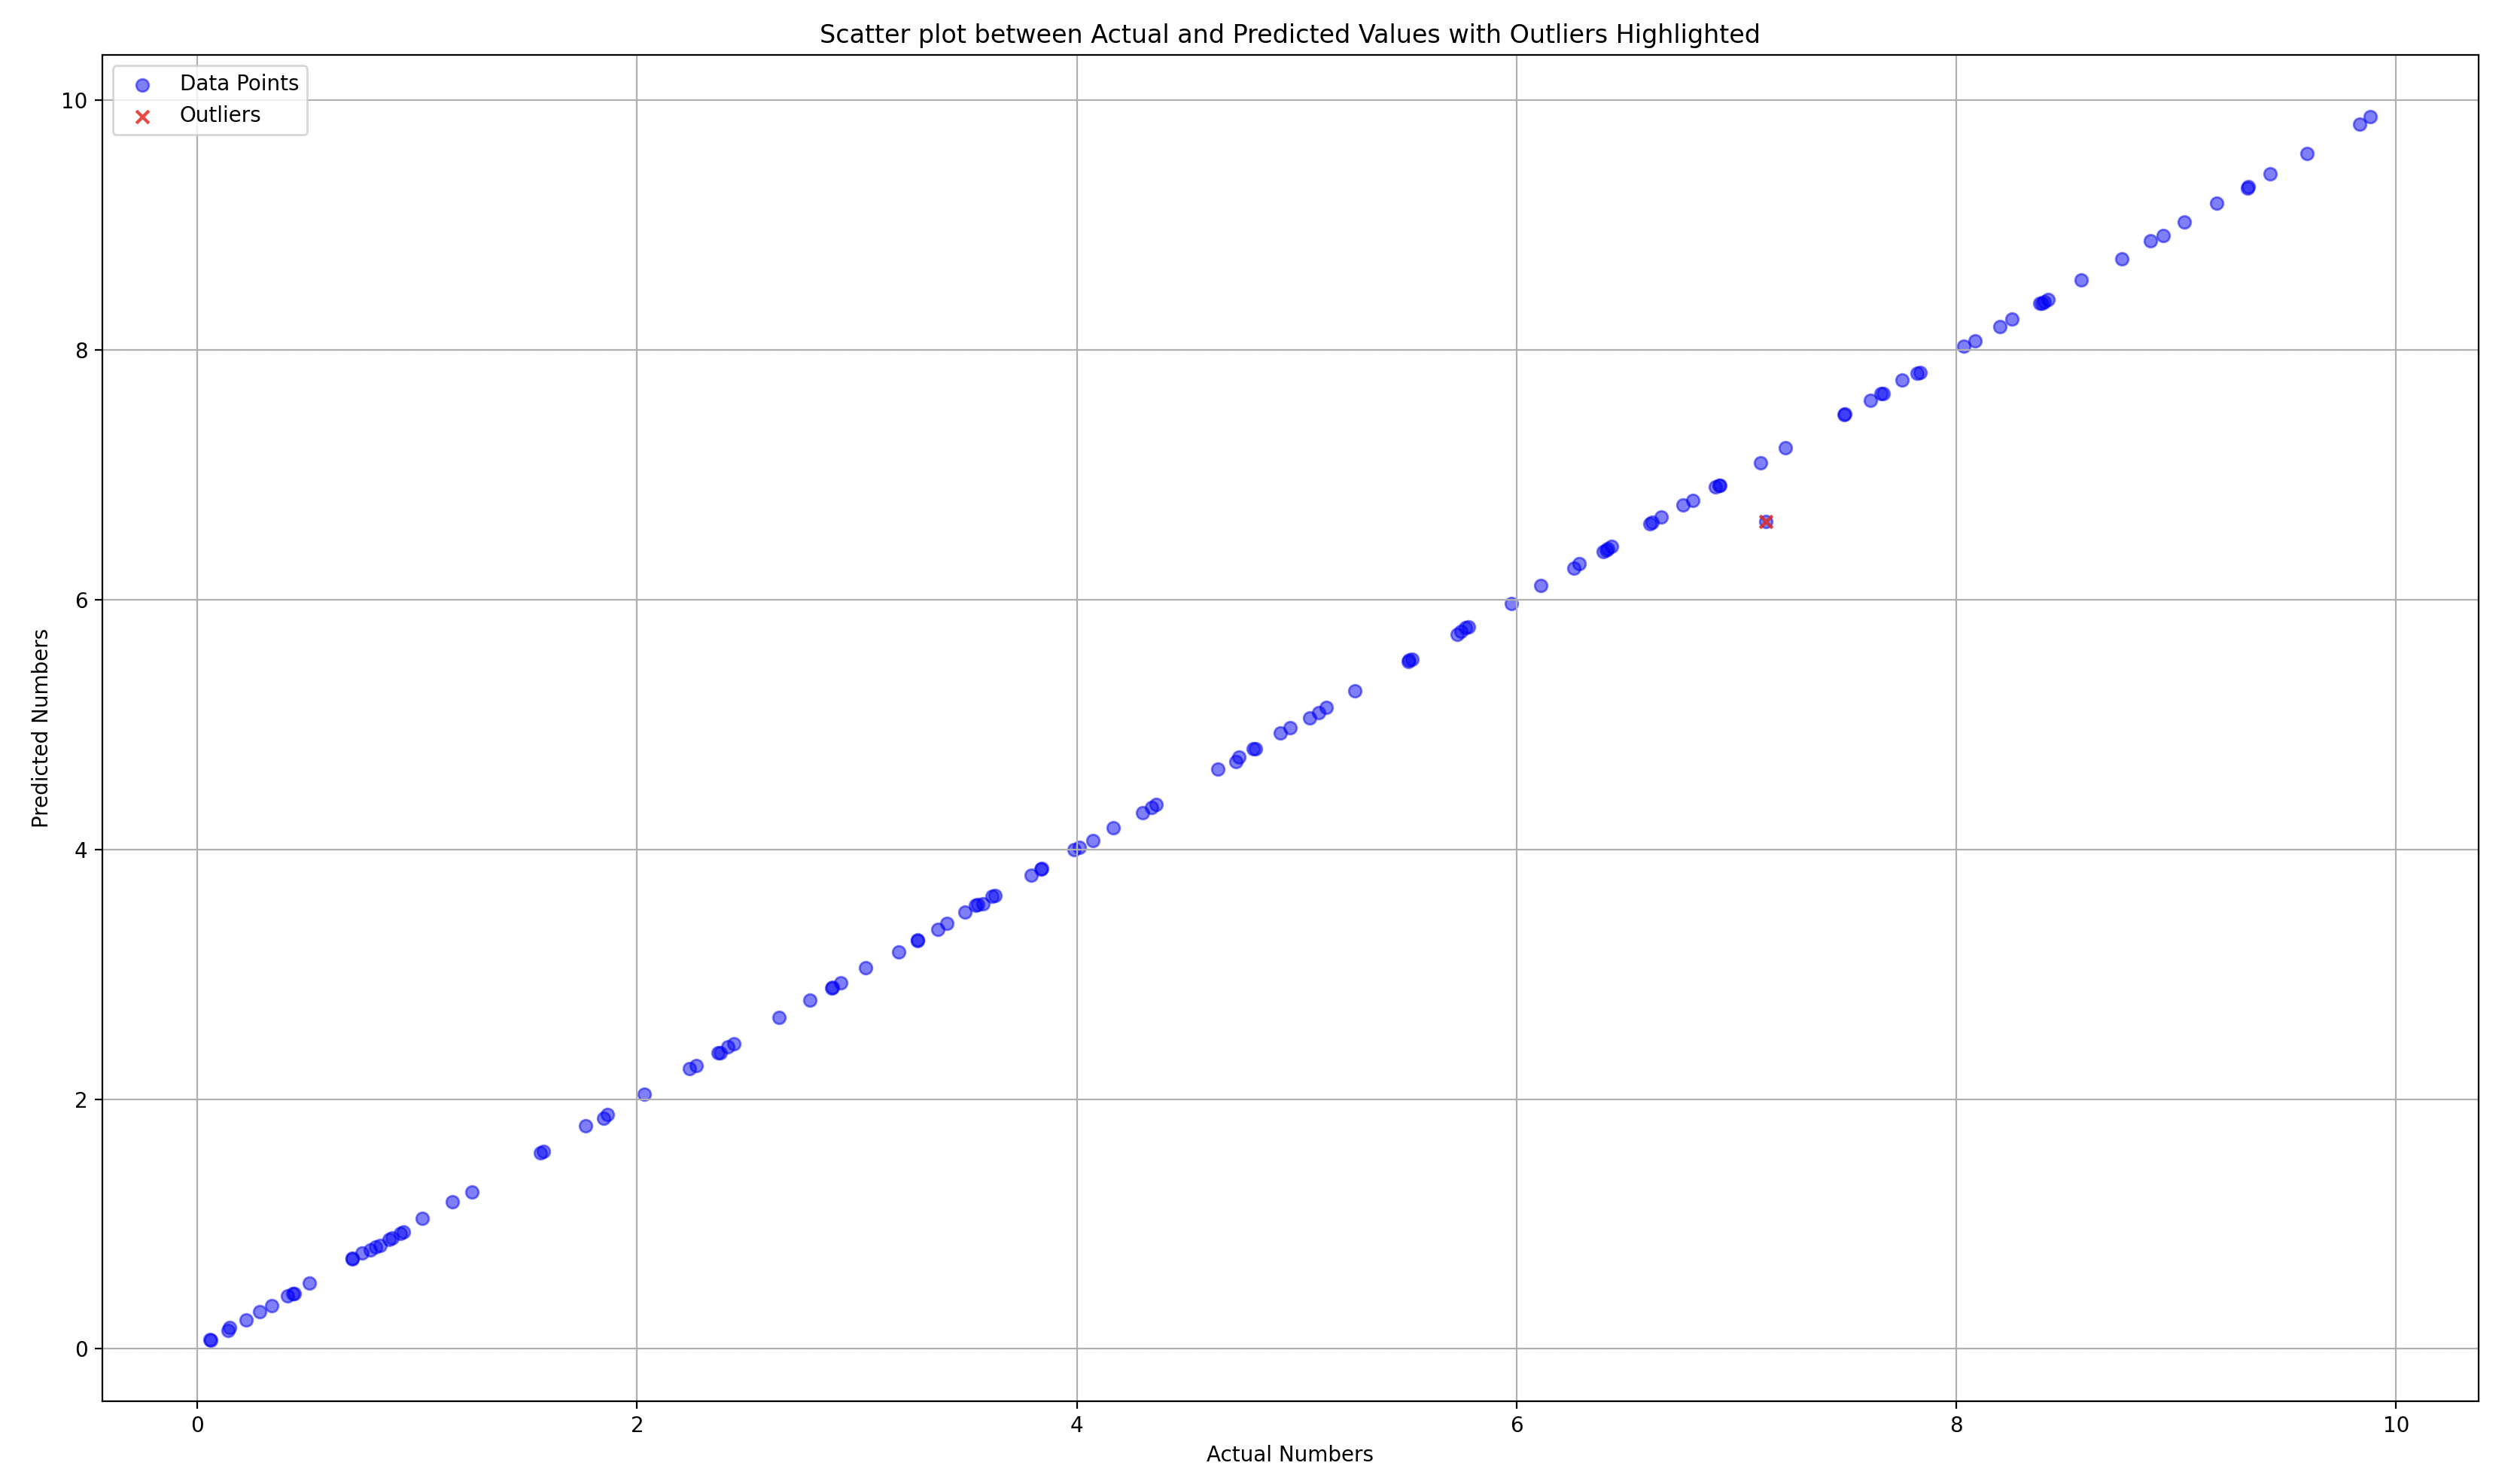 Scatter plot between Actual and Predicted Values with Outliers Highlighted
Data Points
Outliers
10
8
6
4
2
0
Predicted Numbers
0 2 4 6 8 10
Actual Numbers